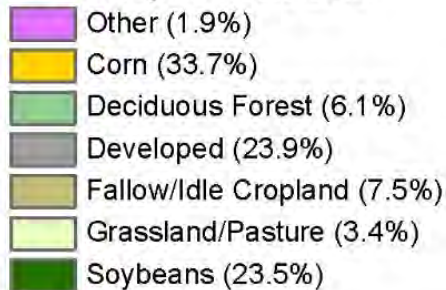 Other (1.9%)
Corn (33.7%)
Deciduous Forest (6.1%)
Developed (23.9%)
Fallow/Idle Cropland (7.5%)
Grassland/Pasture (3.4%)
Soybeans (23.5%)